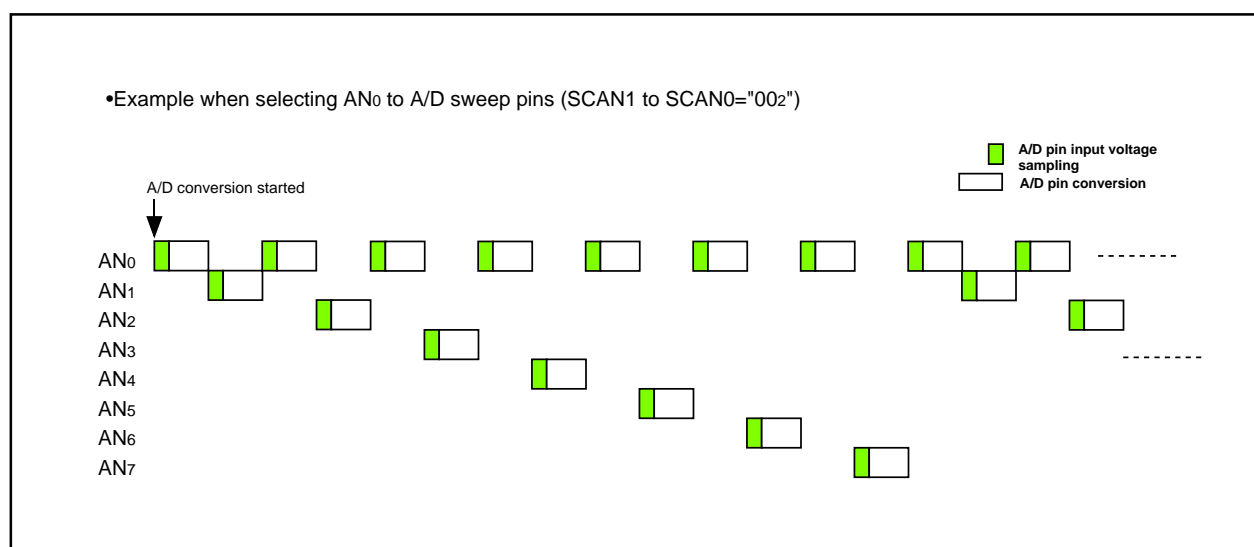 •Example when selecting AN0 to A/D sweep pins (SCAN1 to SCAN0="002")
A/D pin input voltage
sampling
A/D pin conversion
A/D conversion started
AN0
AN1
AN2
AN3
AN4
AN5
AN6
AN7